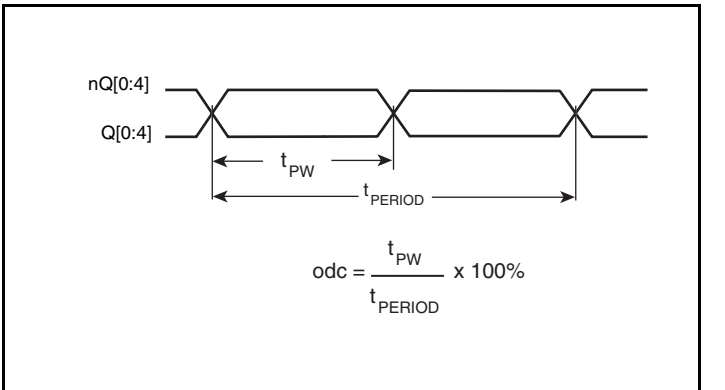 nQ[0:4]
Q[0:4]
tPW
tPERIOD
odc = tPW / tPERIOD x 100%